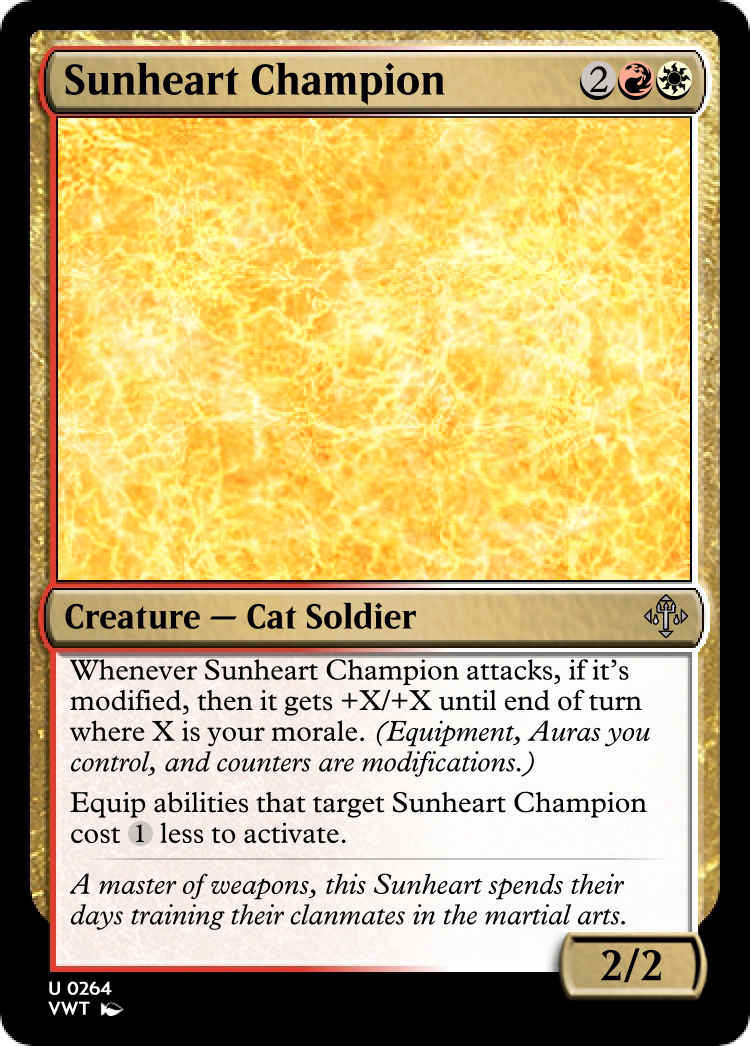 Sunheart Champion 2
Creature — Cat Soldier
Whenever Sunheart Champion attacks, if it's
modified, then it gets +X/+X until end of turn
where X is your morale. (Equipment, Auras you
control, and counters are modifications.)
Equip abilities that target Sunheart Champion
cost 1 less to activate.
A master of weapons, this Sunheart spends their
days training their clanmates in the martial arts.
2/2
U 0264
VWT